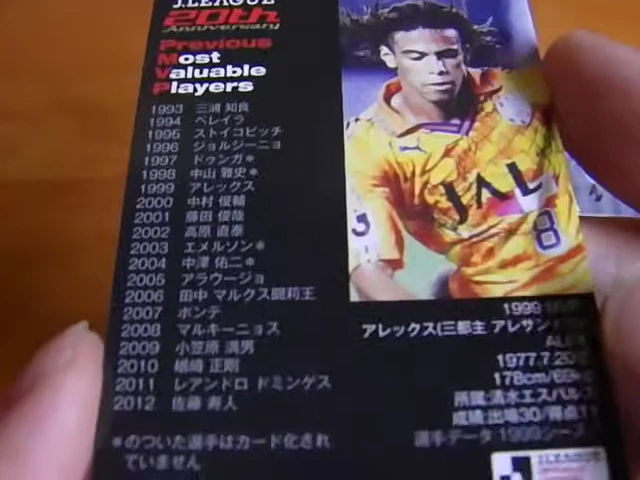 J.LEAGUE
20th
Anniversary
Previous
Most
Valuable
Players
1993 三浦 知良
1994 ペレイラ
1995 ストイコビッチ
1996 ジョルジーニョ
1997 ドゥンガ*
1998 中山 雅史*
1999 アレックス
2000 中村 俊輔
2001 藤田 俊哉
2002 高原 直泰
2003 エメルソン*
2004 中澤 佑二*
2005 アラウージョ
2006 田中 マルクス闘莉王
2007 ポンテ
2008 マルキーニョス
2009 小笠原 満男
2010 楢﨑 正剛
2011 レアンドロ ドミンゲス
2012 佐藤 寿人
*のついた選手はカード化され
ていません
JAL
8
1999 MVP
アレックス(三都主 アレサン
1977.7.20
178cm/
所属:清水エスパルス
成績:出場30/得点11
選手データ 1999シーズ
J.LEAGUE